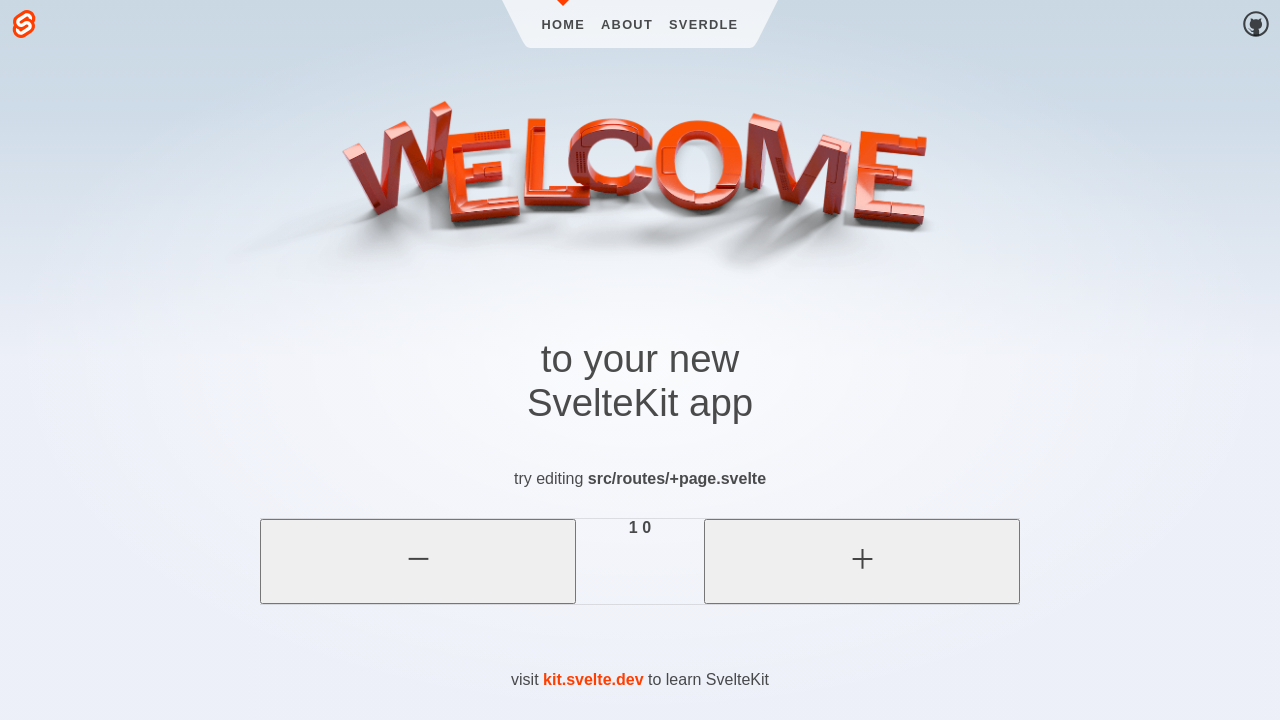 HOME ABOUT SVERDLE
WELCOME
to your new
SvelteKit app
try editing src/routes/+page.svelte
− 1 0 +
visit kit.svelte.dev to learn SvelteKit